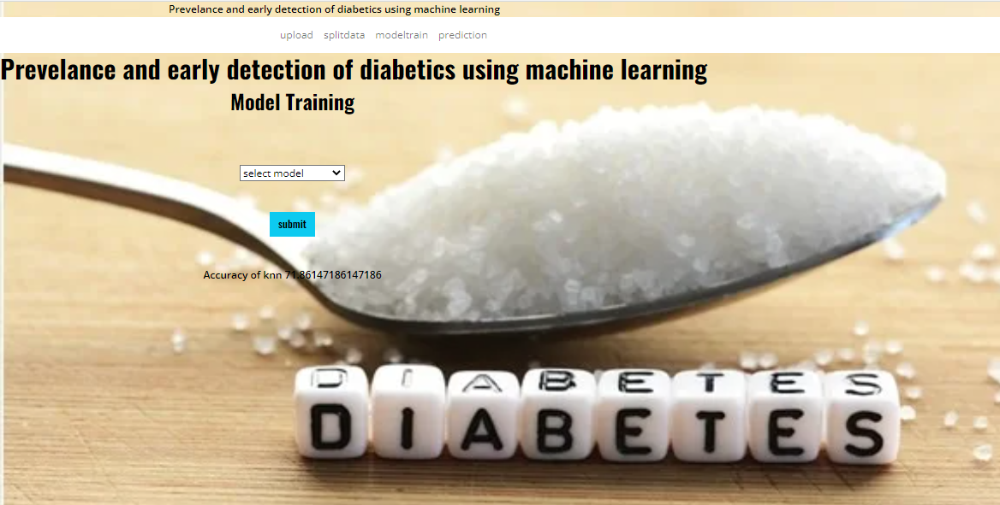 Prevelance and early detection of diabetics using machine learning
upload splitdata modeltrain prediction
Prevelance and early detection of diabetics using machine learning
Model Training
select model
submit
Accuracy of knn 71.86147186147186
DIABETES
DIABETES